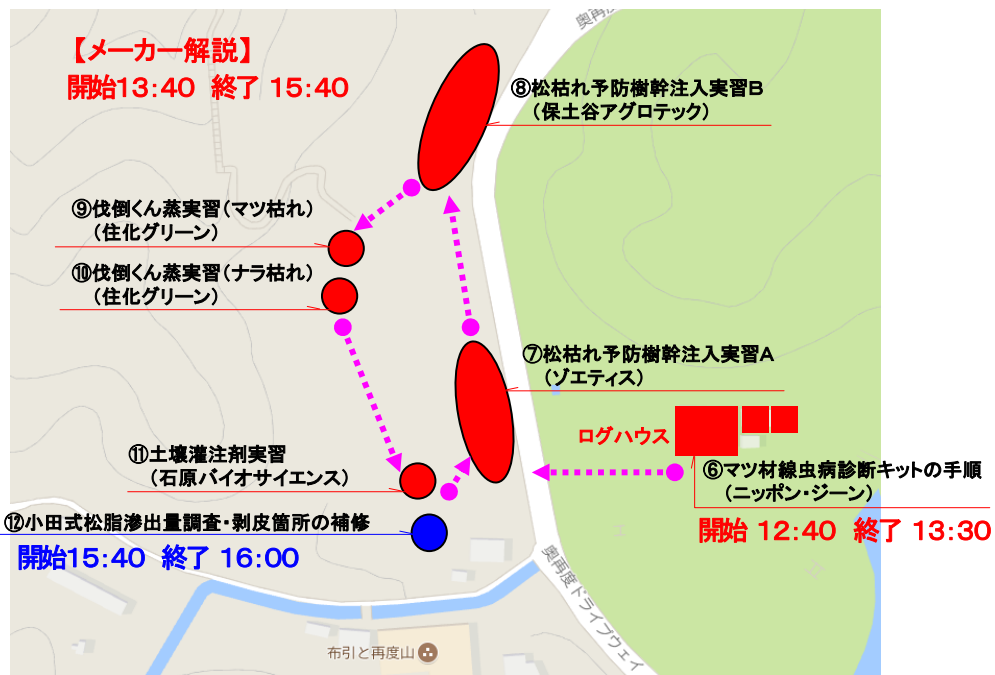 奥再度
【メーカー解説】
開始13:40 終了 15:40
⑧松枯れ予防樹幹注入実習B
(保土谷アグロテック)
⑨伐倒くん蒸実習(マツ枯れ)
(住化グリーン)
⑩伐倒くん蒸実習(ナラ枯れ)
(住化グリーン)
⑦松枯れ予防樹幹注入実習A
(ゾエティス)
ログハウス
⑪土壌灌注剤実習
(石原バイオサイエンス)
⑥マツ材線虫病診断キットの手順
(ニッポン・ジーン)
開始 12:40 終了 13:30
⑫小田式松脂滲出量調査・剥皮箇所の補修
開始15:40 終了 16:00
奥再度ドライブウェイ
布引と再度山